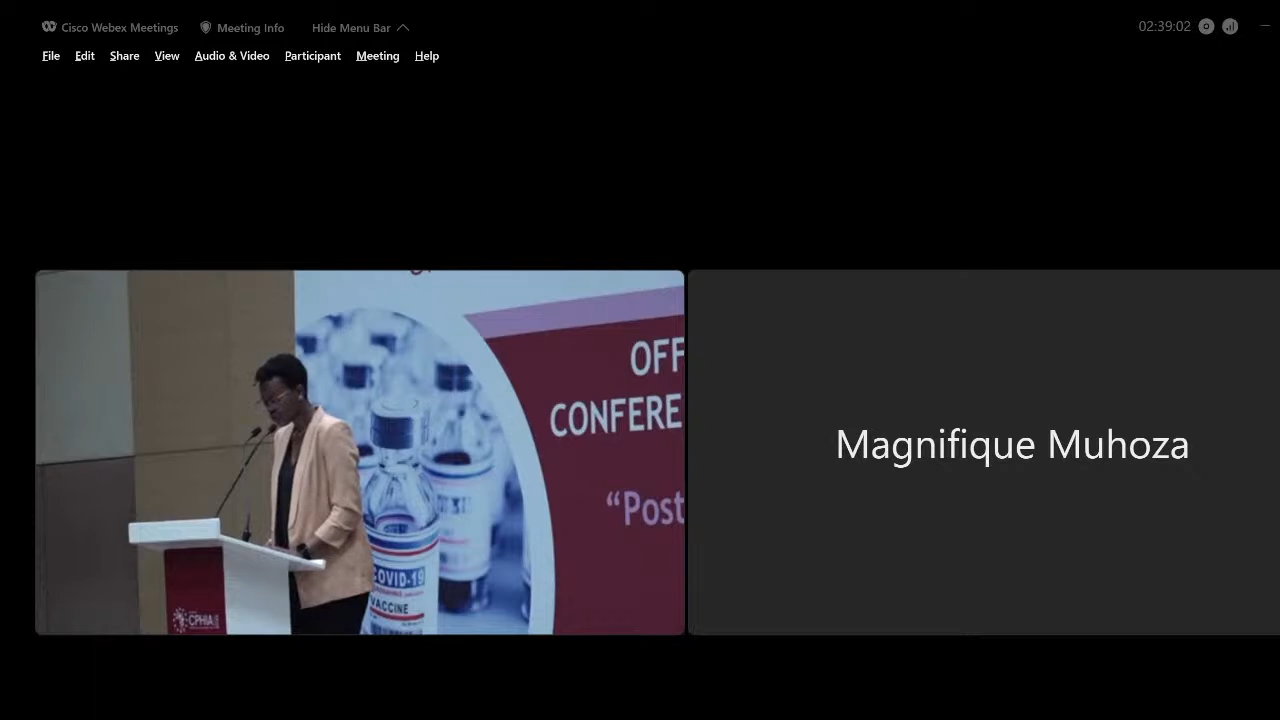 Cisco Webex Meetings Meeting Info Hide Menu Bar 02:39:02
File Edit Share View Audio & Video Participant Meeting Help
OFF
CONFERE
“Post
COVID-19
VACCINE
CPHIA
Magnifique Muhoza